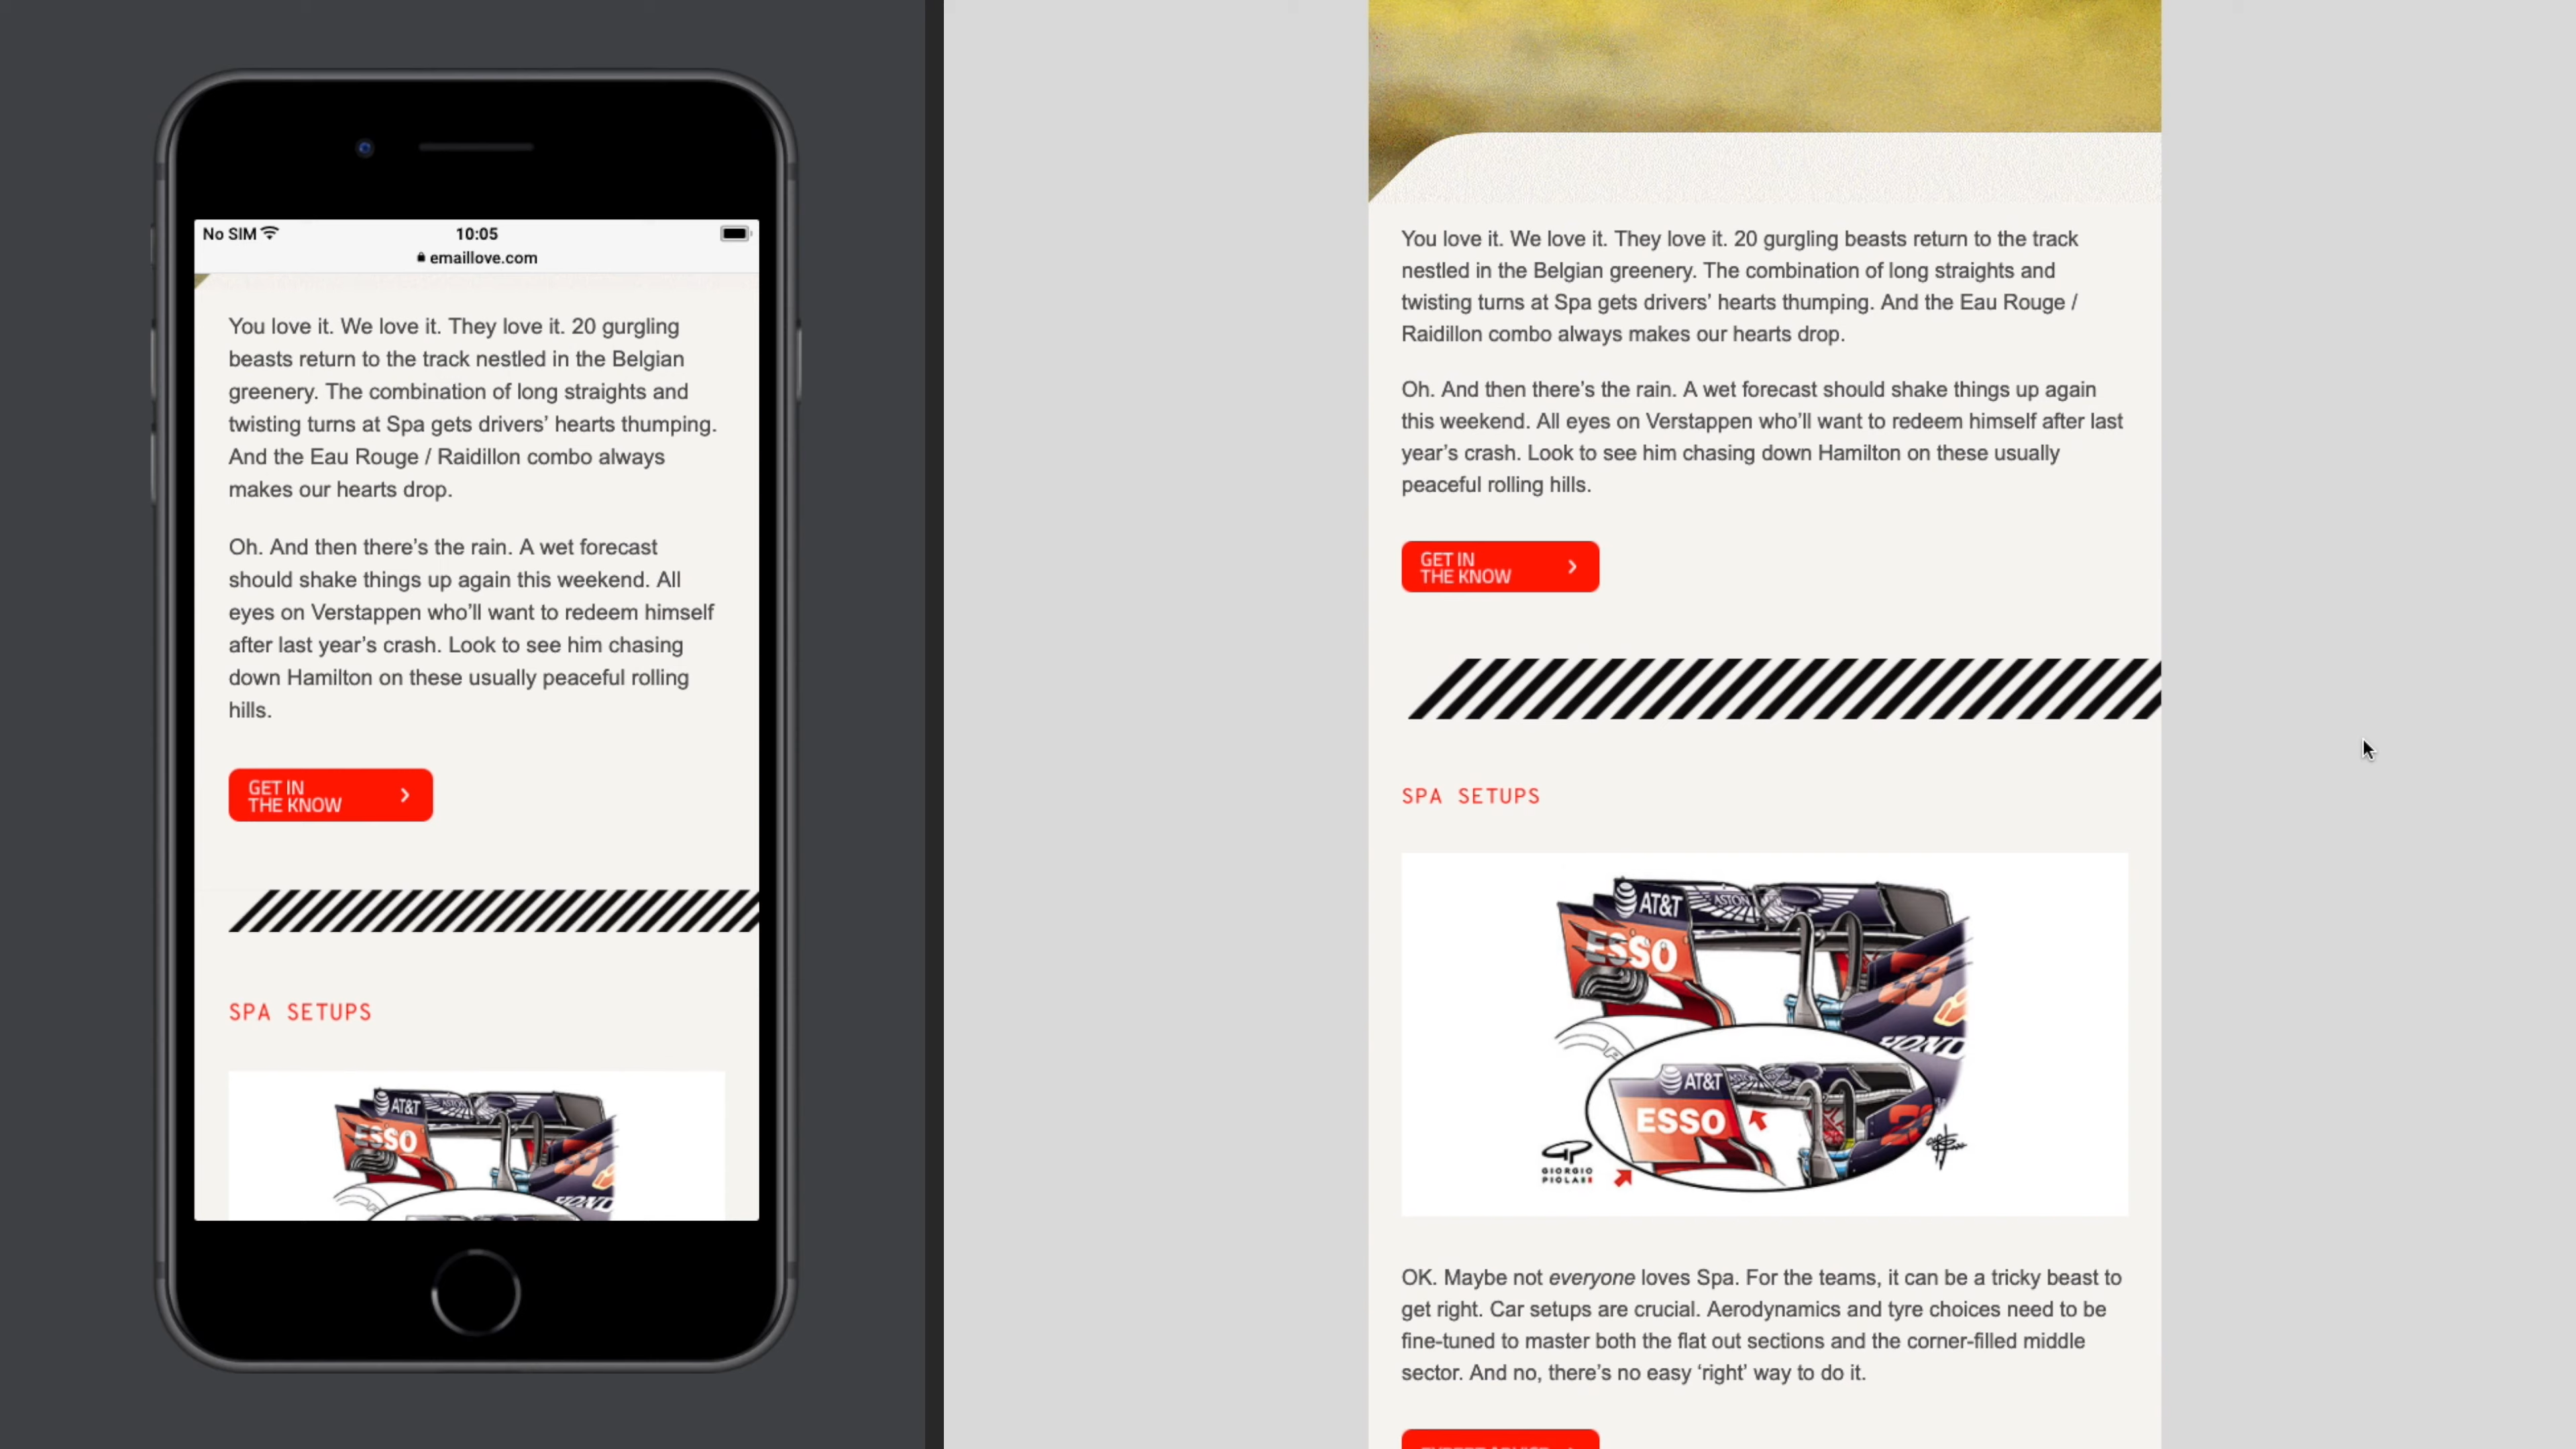 No SIM
10:05
emaillove.com
You love it. We love it. They love it. 20 gurgling
beasts return to the track nestled in the Belgian
greenery. The combination of long straights and
twisting turns at Spa gets drivers’ hearts thumping.
And the Eau Rouge / Raidillon combo always
makes our hearts drop.
Oh. And then there’s the rain. A wet forecast
should shake things up again this weekend. All
eyes on Verstappen who’ll want to redeem himself
after last year’s crash. Look to see him chasing
down Hamilton on these usually peaceful rolling
hills.
GET IN
THE KNOW
SPA SETUPS
AT&T
ESSO
HOND
You love it. We love it. They love it. 20 gurgling beasts return to the track
nestled in the Belgian greenery. The combination of long straights and
twisting turns at Spa gets drivers’ hearts thumping. And the Eau Rouge /
Raidillon combo always makes our hearts drop.
Oh. And then there’s the rain. A wet forecast should shake things up again
this weekend. All eyes on Verstappen who’ll want to redeem himself after last
year’s crash. Look to see him chasing down Hamilton on these usually
peaceful rolling hills.
GET IN
THE KNOW
SPA SETUPS
AT&T
ASTON
ESSO
HOND
AT&T
ESSO
GIORGIO
PIOLA
OK. Maybe not everyone loves Spa. For the teams, it can be a tricky beast to
get right. Car setups are crucial. Aerodynamics and tyre choices need to be
fine-tuned to master both the flat out sections and the corner-filled middle
sector. And no, there’s no easy ‘right’ way to do it.